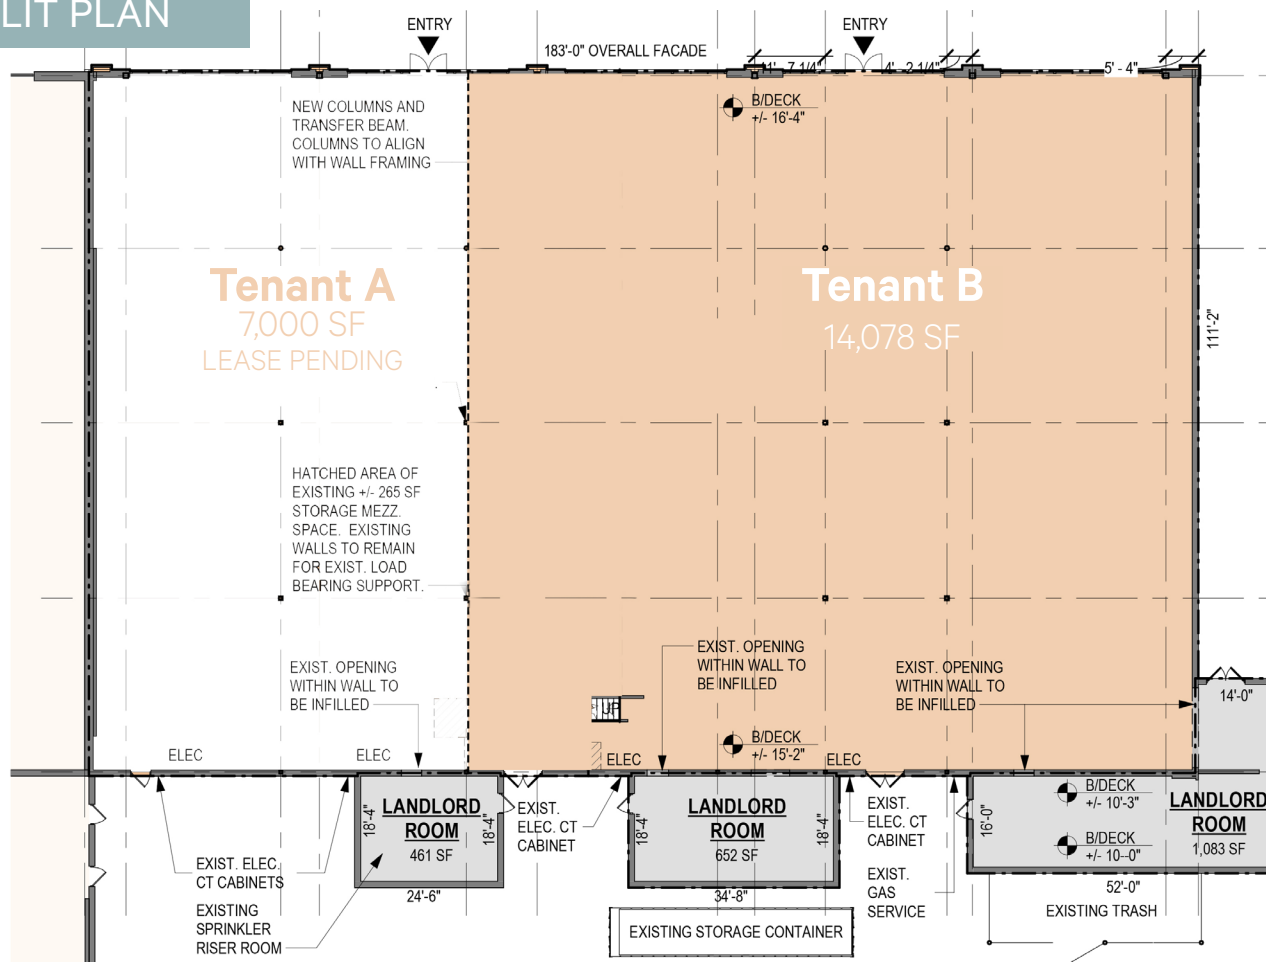 LIT PLAN
ENTRY
ENTRY
183'-0" OVERALL FACADE
11' - 7 1/4"
4' - 2 1/4"
5' - 4"
NEW COLUMNS AND
TRANSFER BEAM.
COLUMNS TO ALIGN
WITH WALL FRAMING
B/DECK
+/- 16'-4"
Tenant A
7,000 SF
LEASE PENDING
Tenant B
14,078 SF
111'-2"
HATCHED AREA OF
EXISTING +/- 265 SF
STORAGE MEZZ.
SPACE. EXISTING
WALLS TO REMAIN
FOR EXIST. LOAD
BEARING SUPPORT.
EXIST. OPENING
WITHIN WALL TO
BE INFILLED
EXIST. OPENING
WITHIN WALL TO
BE INFILLED
EXIST. OPENING
WITHIN WALL TO
BE INFILLED
UP
14'-0"
B/DECK
+/- 15'-2"
ELEC
ELEC
ELEC
ELEC
LANDLORD
ROOM
461 SF
18'-4"
18'-4"
24'-6"
EXIST.
ELEC. CT
CABINET
LANDLORD
ROOM
652 SF
18'-4"
18'-4"
34'-8"
EXIST.
ELEC. CT
CABINET
EXIST.
GAS
SERVICE
16'-0"
B/DECK
+/- 10'-3"
B/DECK
+/- 10--0"
LANDLORD
ROOM
1,083 SF
52'-0"
EXIST. ELEC.
CT CABINETS
EXISTING
SPRINKLER
RISER ROOM
EXISTING STORAGE CONTAINER
EXISTING TRASH